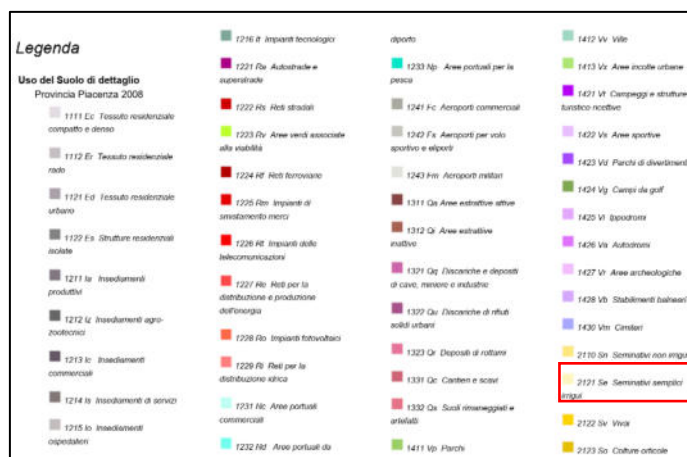 Legenda
Uso del Suolo di dettaglio
Provincia Piacenza 2008
1111 Ec Tessuto residenziale
compatto e denso
1112 Er Tessuto residenziale
rado
1121 Ed Tessuto residenziale
urbano
1122 Es Strutture residenziali
isolate
1211 Ia Insediamenti
produttivi
1212 Iz Insediamenti agro-
zootecnici
1213 Ic Insediamenti
commerciali
1214 Is Insediamenti di servizi
1215 Io Insediamenti
ospedalieri
1216 It Impianti tecnologici
1221 Ra Autostrade e
superstrade
1222 Rs Reti stradali
1223 Rv Aree verdi associate
alla viabilità
1224 Rf Reti ferroviarie
1225 Rm Impianti di
smistamento merci
1226 Rt Impianti delle
telecomunicazioni
1227 Re Reti per la
distribuzione e produzione
dell'energia
1228 Ro Impianti fotovoltaici
1229 Ri Reti per la
distribuzione idrica
1231 Nc Aree portuali
commerciali
1232 Nd Aree portuali da
diporto
1233 Np Aree portuali per la
pesca
1241 Fc Aeroporti commerciali
1242 Fs Aeroporti per volo
sportivo e eliporti
1243 Fm Aeroporti militari
1311 Qa Aree estrattive attive
1312 Qi Aree estrattive
inattive
1321 Qq Discariche e depositi
di cave, miniere e industrie
1322 Qu Discariche di rifiuti
solidi urbani
1323 Qr Depositi di rottami
1331 Qc Cantieri e scavi
1332 Qs Suoli rimaneggiati e
artefatti
1411 Vp Parchi
1412 Vv Ville
1413 Vx Aree incolte urbane
1421 Vt Campeggi e strutture
turistico-ricettive
1422 Vs Aree sportive
1423 Vd Parchi di divertimento
1424 Vg Campi da golf
1425 Vi Ippodromi
1426 Va Autodromi
1427 Vr Aree archeologiche
1428 Vb Stabilimenti balneari
1430 Vm Cimiteri
2110 Sn Seminativi non irrigui
2121 Se Seminativi semplici
irrigui
2122 Sv Vivai
2123 So Colture orticole